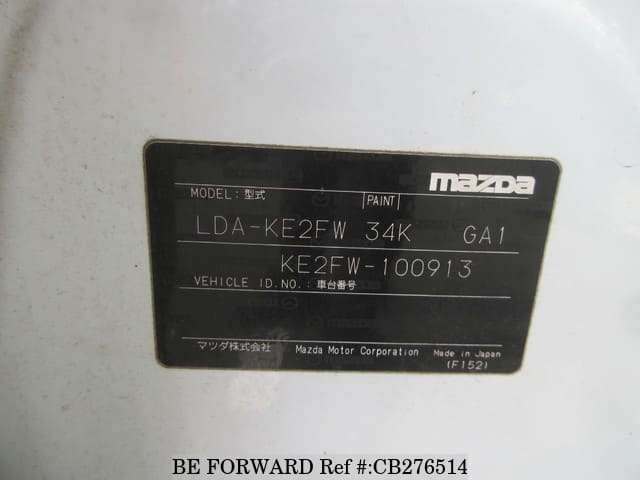 mazda
MODEL：型式 PAINT
LDA-KE2FW 34K GA1
KE2FW-100913
VEHICLE ID.NO.：車台番号
マツダ株式会社 Mazda Motor Corporation Made in Japan
(F152)
BE FORWARD Ref #:CB276514